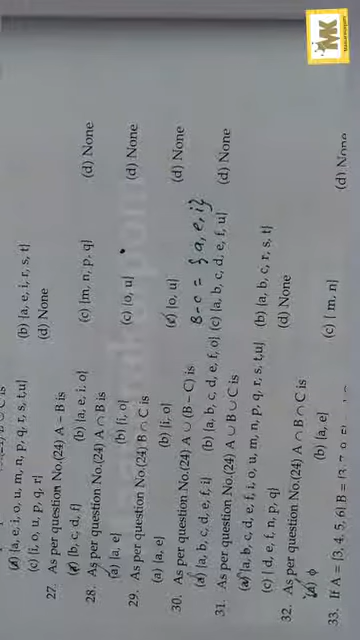 (a) {a, e, i, o, u, m, n, p, q, r, s, t,u} (b) {a, e, i, r, s, t}
(c) {i, o, u, p, q, r} (d) None
27. As per question No.(24) A – B is
(a) {b, c, d, f} (b) {a, e, i, o} (c) {m, n, p, q} (d) None
28. As per question No.(24) A ∩ B is
(a) {a, e} (b) {i, o} (c) {o, u} (d) None
29. As per question No.(24) B ∩ C is
(a) {a, e} (b) {i, o} (c) {o, u} (d) None
30. As per question No.(24) A ∪ (B – C) is B-c = {a, e, i}
(a) {a, b, c, d, e, f, i} (b) {a, b, c, d, e, f, o} (c) {a, b, c, d, e, f, u} (d) None
31. As per question No.(24) A ∪ B ∪ C is
(a) {a, b, c, d, e, f, i, o, u, m, n, p, q, r, s, t,u} (b) {a, b, c, r, s, t}
(c) { d, e, f, n, p, q} (d) None
32. As per question No.(24) A ∩ B ∩ C is
(a) ϕ (b) {a, e} (c) { m, n} (d) None
33. If A = {3, 4, 5, 6} B =
MK